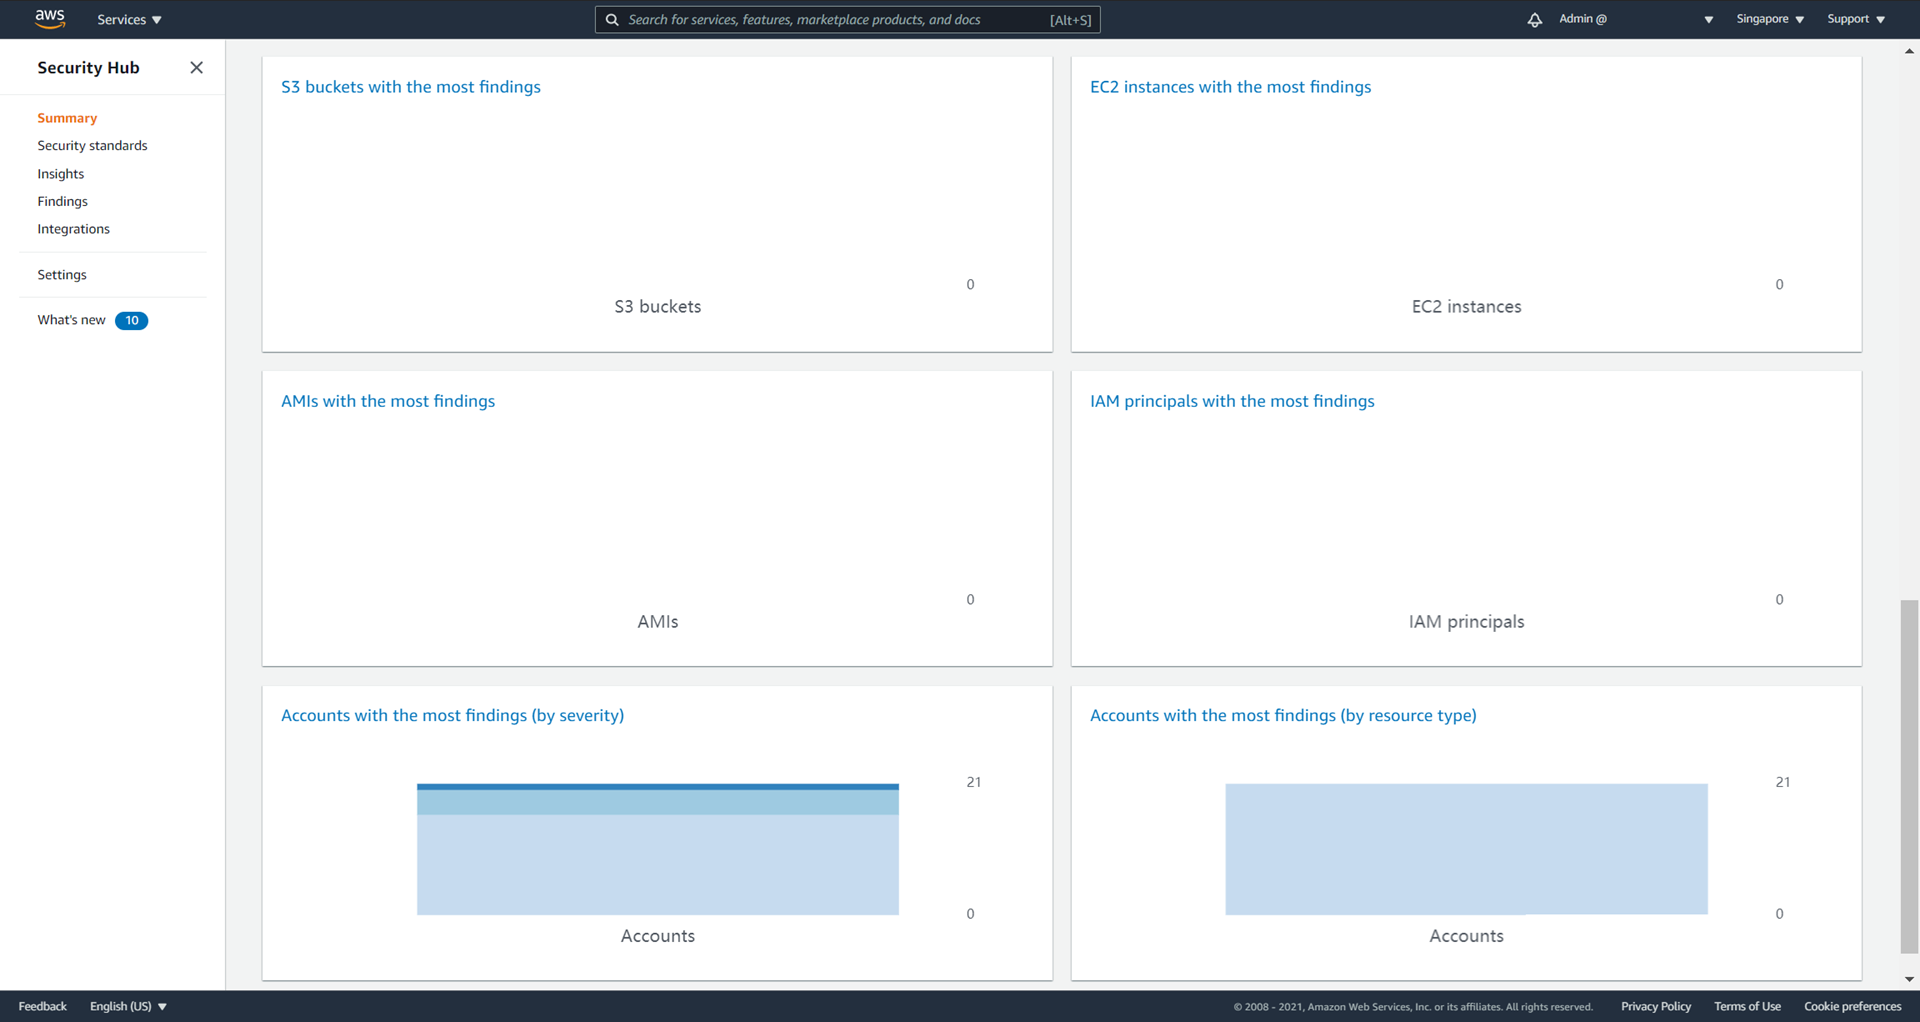 aws
Services
Search for services, features, marketplace products, and docs
[Alt+S]
Admin @
Singapore
Support
Security Hub
Summary
Security standards
Insights
Findings
Integrations
Settings
What's new 10
S3 buckets with the most findings
0
S3 buckets
EC2 instances with the most findings
0
EC2 instances
AMIs with the most findings
0
AMIs
IAM principals with the most findings
0
IAM principals
Accounts with the most findings (by severity)
21
0
Accounts
Accounts with the most findings (by resource type)
21
0
Accounts
Feedback
English (US)
© 2008 - 2021, Amazon Web Services, Inc. or its affiliates. All rights reserved.
Privacy Policy
Terms of Use
Cookie preferences